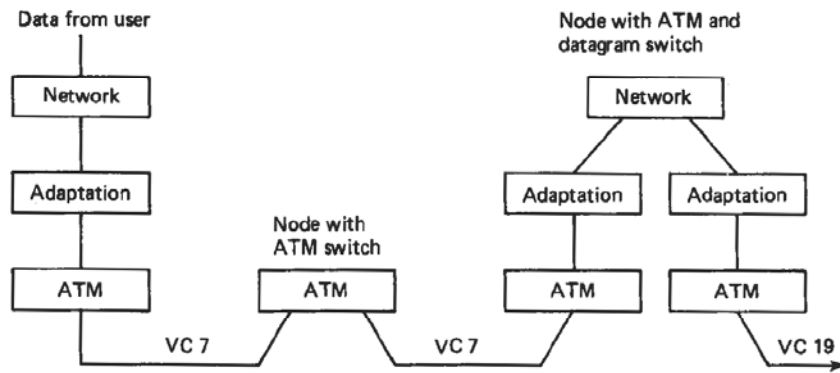 Data from user
Node with ATM and
datagram switch
Network
Network
Adaptation
Adaptation
Adaptation
Node with
ATM switch
ATM
ATM
ATM
ATM
VC 7
VC 7
VC 19